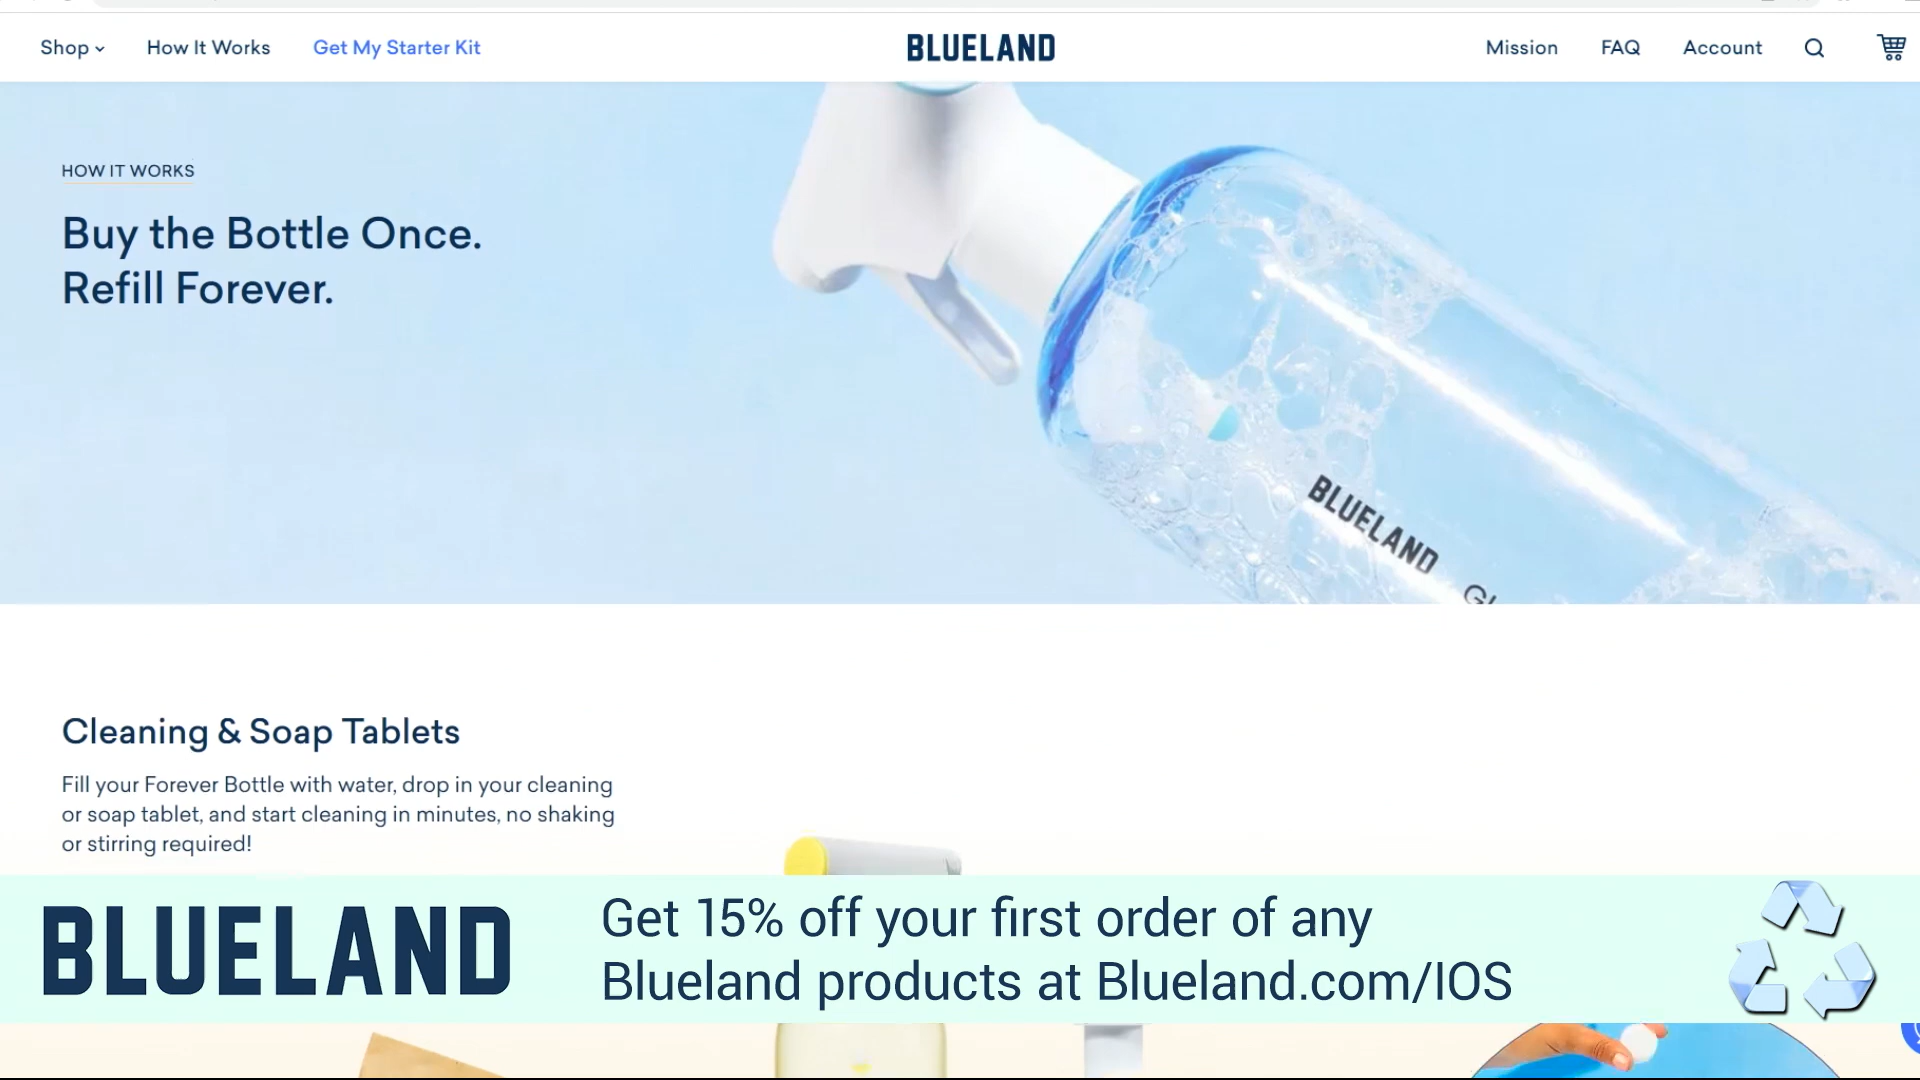 Shop
How It Works
Get My Starter Kit
BLUELAND
Mission
FAQ
Account
HOW IT WORKS
Buy the Bottle Once.
Refill Forever.
BLUELAND
Cleaning & Soap Tablets
Fill your Forever Bottle with water, drop in your cleaning
or soap tablet, and start cleaning in minutes, no shaking
or stirring required!
BLUELAND
Get 15% off your first order of any
Blueland products at Blueland.com/IOS